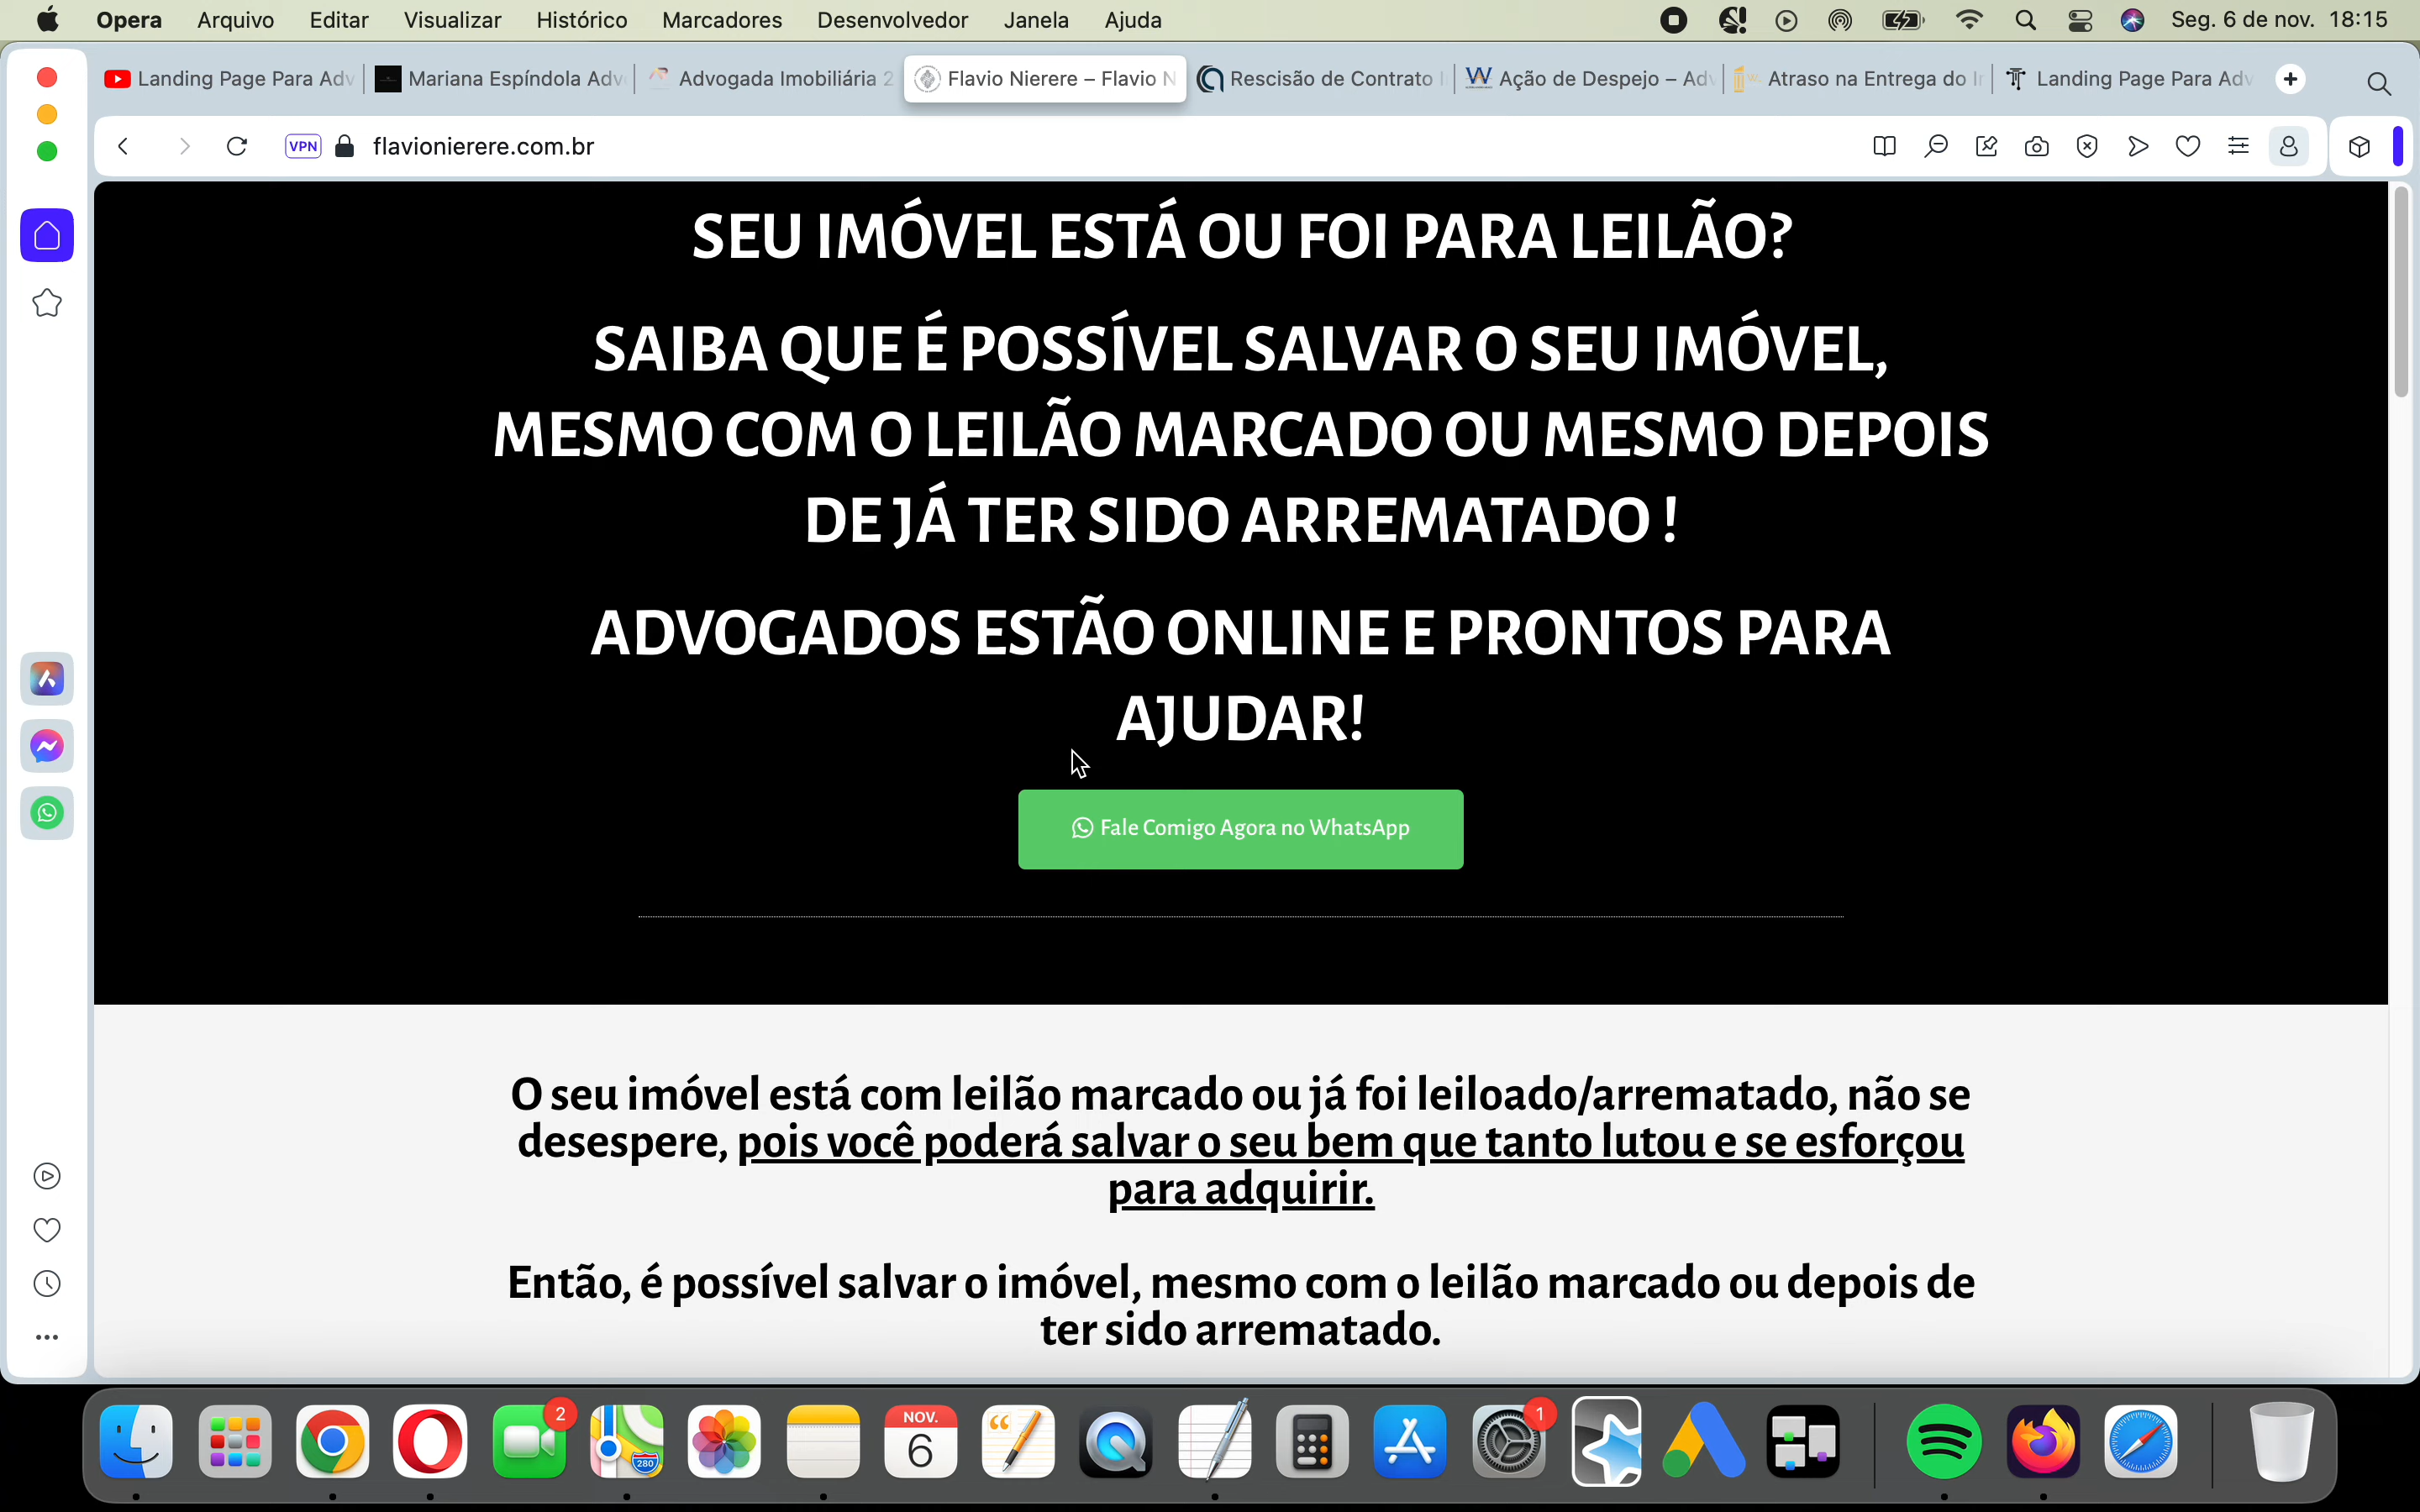 Opera Arquivo Editar Visualizar Histórico Marcadores Desenvolvedor Janela Ajuda Seg. 6 de nov. 18:15
Landing Page Para Adv Mariana Espíndola Adv Advogada Imobiliária 2 Flavio Nierere – Flavio N Rescisão de Contrato I Ação de Despejo – Adv Atraso na Entrega do Ir Landing Page Para Adv
VPN flavionierere.com.br
SEU IMÓVEL ESTÁ OU FOI PARA LEILÃO?
SAIBA QUE É POSSÍVEL SALVAR O SEU IMÓVEL,
MESMO COM O LEILÃO MARCADO OU MESMO DEPOIS
DE JÁ TER SIDO ARREMATADO !
ADVOGADOS ESTÃO ONLINE E PRONTOS PARA
AJUDAR!
Fale Comigo Agora no WhatsApp
O seu imóvel está com leilão marcado ou já foi leiloado/arrematado, não se
desespere, pois você poderá salvar o seu bem que tanto lutou e se esforçou
para adquirir.
Então, é possível salvar o imóvel, mesmo com o leilão marcado ou depois de
ter sido arrematado.
2 280 NOV. 6 1